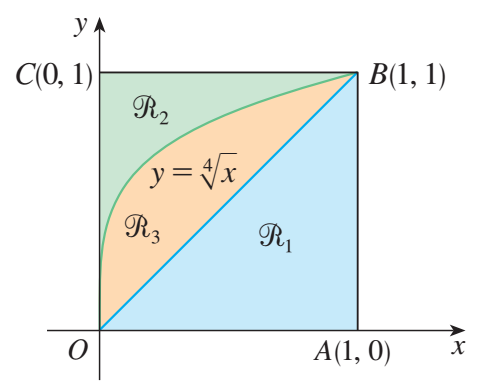 y
C(0, 1)
B(1, 1)
ℛ₂
y = ∜x
ℛ₃
ℛ₁
O
A(1, 0)
x